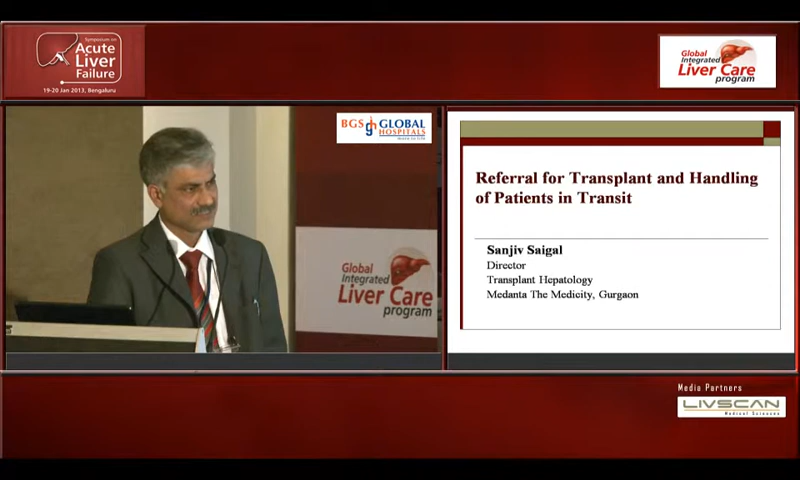 Symposium on
Acute
Liver
Failure
19-20 Jan 2013, Bengaluru
Global
Integrated
Liver Care
program
BGS GLOBAL
HOSPITALS
Referral for Transplant and Handling
of Patients in Transit
Sanjiv Saigal
Director
Transplant Hepatology
Medanta The Medicity, Gurgaon
Global
Integrated
Liver Care
program
Media Partners
LIVSCAN
Medical Sciences